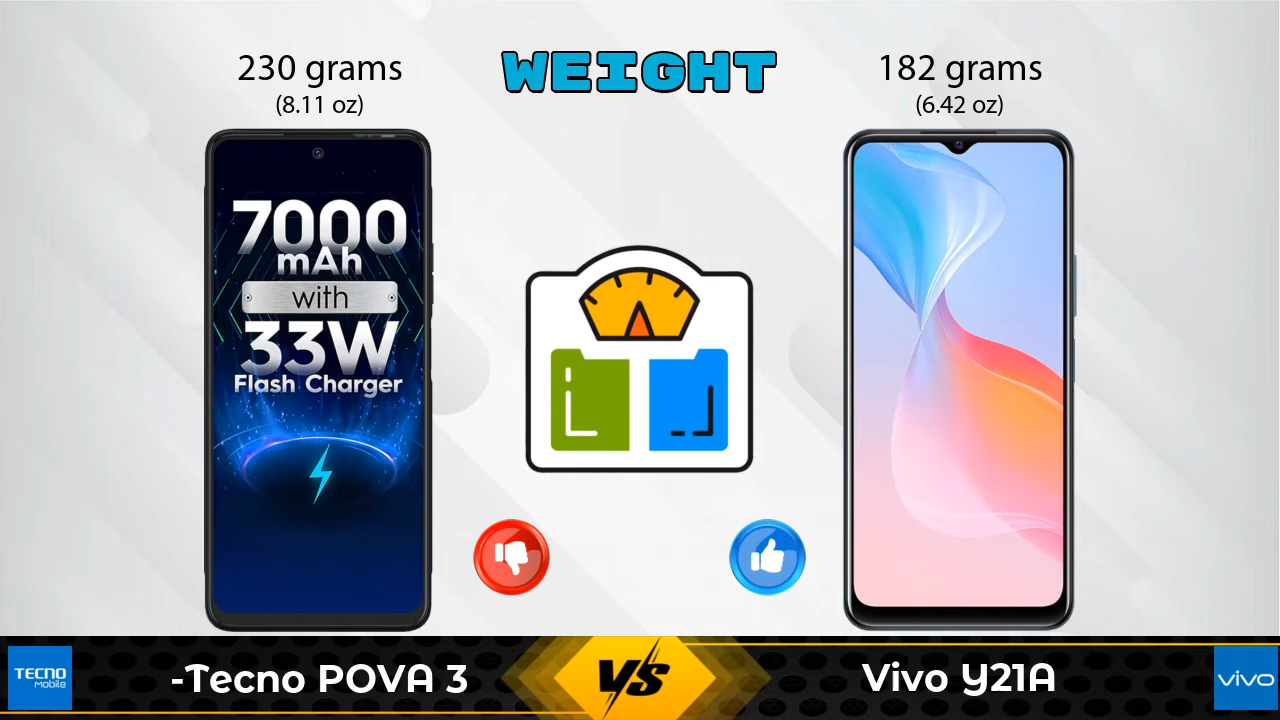 WEIGHT
230 grams
(8.11 oz)
182 grams
(6.42 oz)
7000
mAh
with
33W
Flash Charger
TECNO
mobile
-Tecno POVA 3
VS
Vivo Y21A
vivo